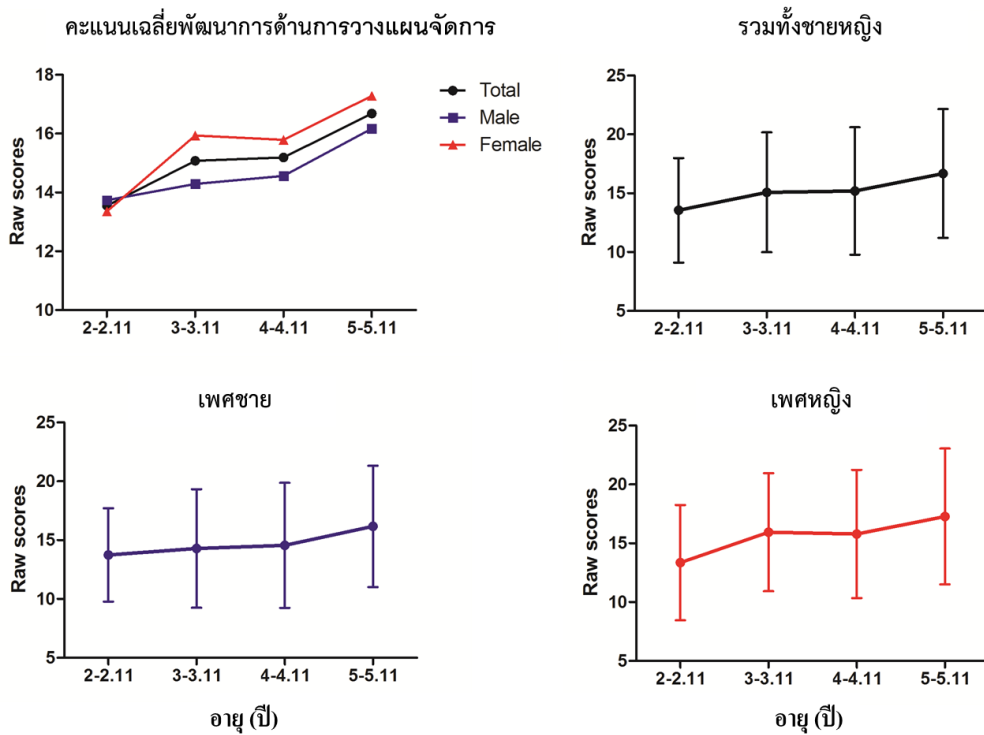 คะแนนเฉลี่ยพัฒนาการด้านการวางแผนจัดการ
Raw scores
18
16
14
12
10
2-2.11 3-3.11 4-4.11 5-5.11
Total
Male
Female
รวมทั้งชายหญิง
Raw scores
25
20
15
10
5
2-2.11 3-3.11 4-4.11 5-5.11
เพศชาย
Raw scores
25
20
15
10
5
2-2.11 3-3.11 4-4.11 5-5.11
อายุ (ปี)
เพศหญิง
Raw scores
25
20
15
10
5
2-2.11 3-3.11 4-4.11 5-5.11
อายุ (ปี)